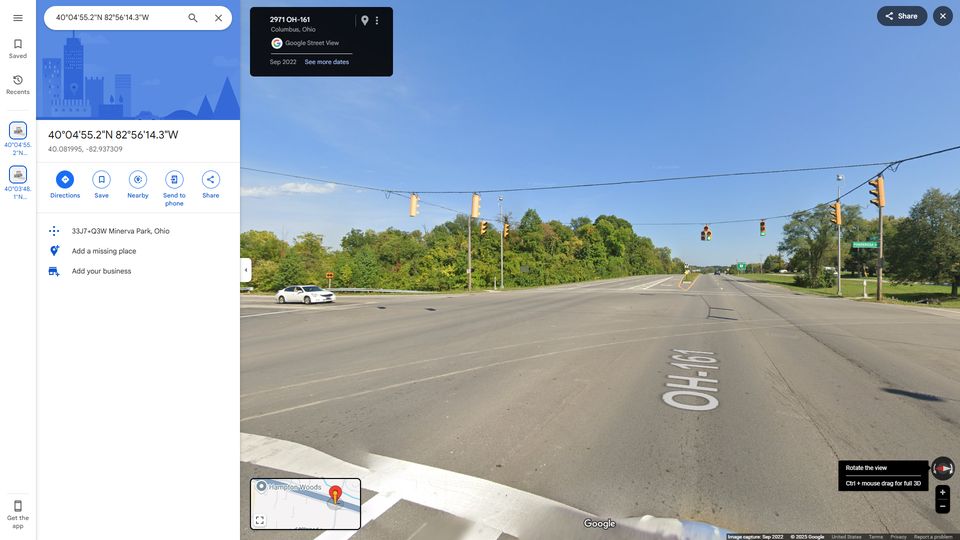 40°04'55.2"N 82°56'14.3"W
Saved
Recents
40°04'55.
2"N…
40°03'48.
1"N…
Get the
app
40°04'55.2"N 82°56'14.3"W
40.081995, -82.937309
Directions
Save
Nearby
Send to
phone
Share
33J7+Q3W Minerva Park, Ohio
Add a missing place
Add your business
2971 OH-161
Columbus, Ohio
Google Street View
Sep 2022 See more dates
Share
OH-161
Hampton Woods
Rotate the view
Ctrl + mouse drag for full 3D
Google
Image capture: Sep 2022 © 2025 Google United States Terms Privacy Report a problem